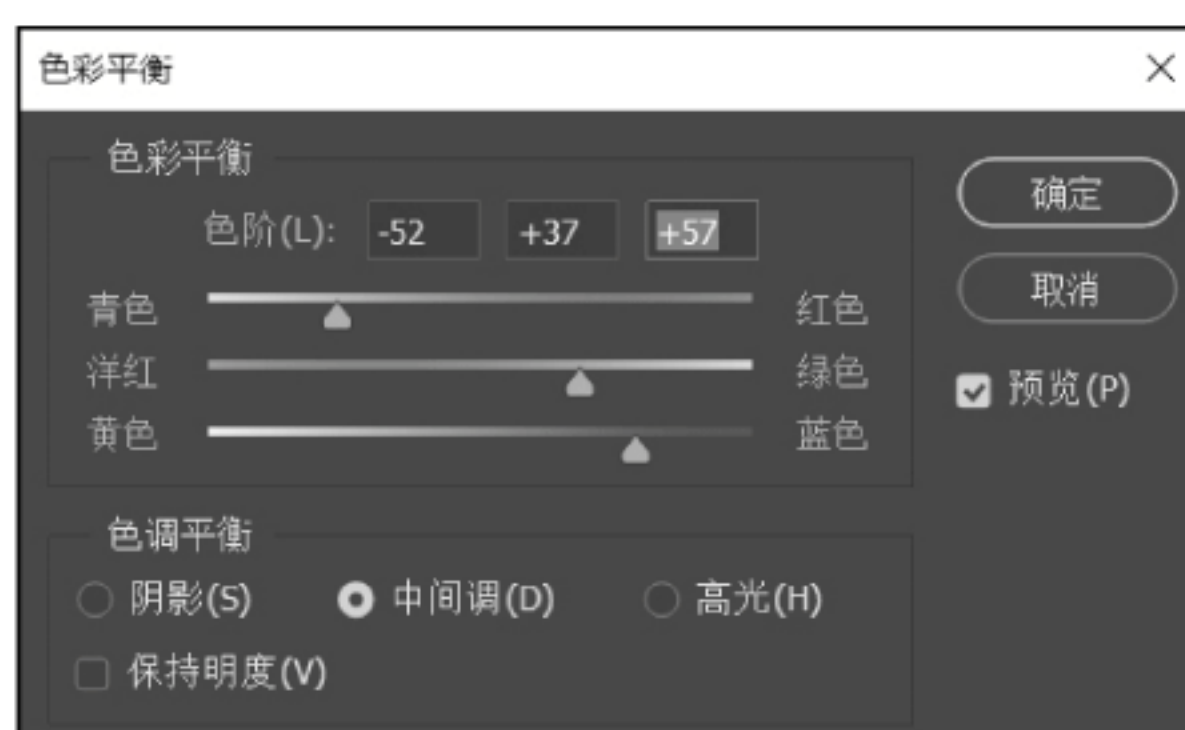 色彩平衡
色彩平衡
色阶(L): -52 +37 +57
青色 红色
洋红 绿色
黄色 蓝色
确定
取消
预览(P)
色调平衡
阴影(S) 中间调(D) 高光(H)
保持明度(V)